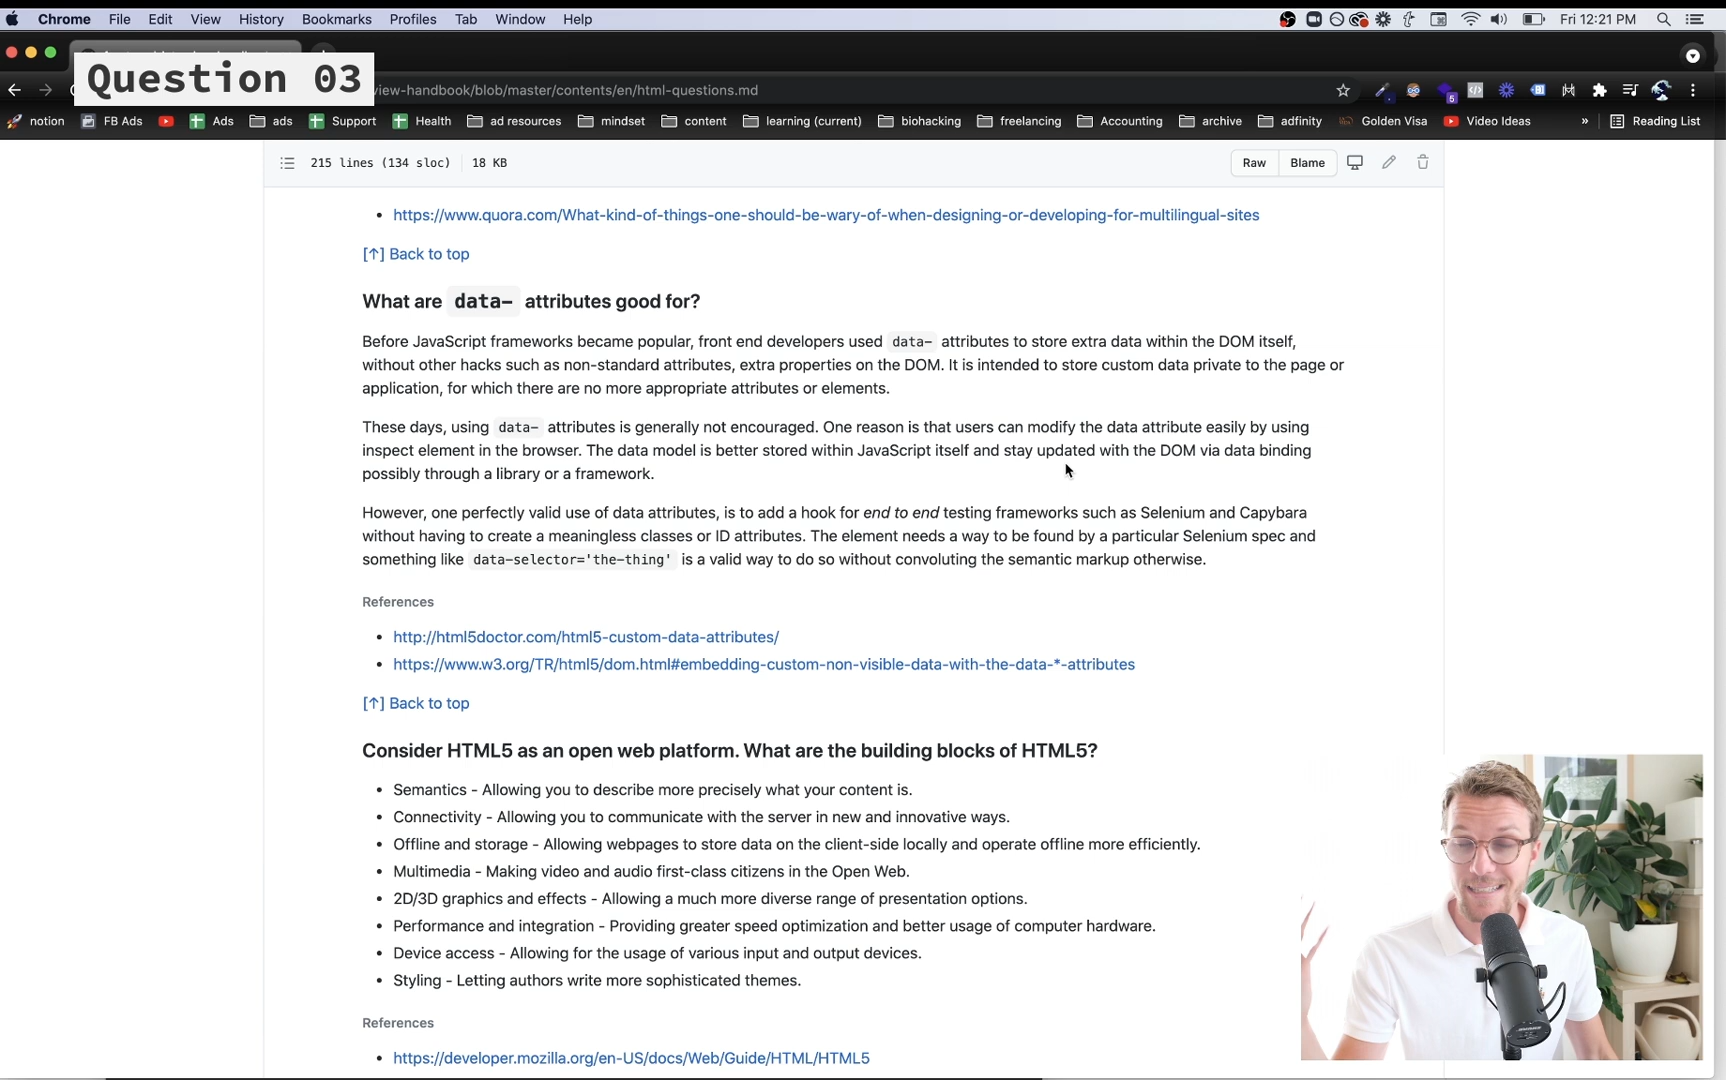 Chrome File Edit View History Bookmarks Profiles Tab Window Help Fri 12:21 PM
Question 03
view-handbook/blob/master/contents/en/html-questions.md
6
notion FB Ads Ads ads Support Health ad resources mindset content learning (current) biohacking freelancing Accounting archive adfinity Golden Visa Video Ideas » Reading List
215 lines (134 sloc) 18 KB Raw Blame
• https://www.quora.com/What-kind-of-things-one-should-be-wary-of-when-designing-or-developing-for-multilingual-sites
[↑] Back to top
What are data- attributes good for?
Before JavaScript frameworks became popular, front end developers used data- attributes to store extra data within the DOM itself,
without other hacks such as non-standard attributes, extra properties on the DOM. It is intended to store custom data private to the page or
application, for which there are no more appropriate attributes or elements.
These days, using data- attributes is generally not encouraged. One reason is that users can modify the data attribute easily by using
inspect element in the browser. The data model is better stored within JavaScript itself and stay updated with the DOM via data binding
possibly through a library or a framework.
However, one perfectly valid use of data attributes, is to add a hook for end to end testing frameworks such as Selenium and Capybara
without having to create a meaningless classes or ID attributes. The element needs a way to be found by a particular Selenium spec and
something like data-selector='the-thing' is a valid way to do so without convoluting the semantic markup otherwise.
References
• http://html5doctor.com/html5-custom-data-attributes/
• https://www.w3.org/TR/html5/dom.html#embedding-custom-non-visible-data-with-the-data-*-attributes
[↑] Back to top
Consider HTML5 as an open web platform. What are the building blocks of HTML5?
• Semantics - Allowing you to describe more precisely what your content is.
• Connectivity - Allowing you to communicate with the server in new and innovative ways.
• Offline and storage - Allowing webpages to store data on the client-side locally and operate offline more efficiently.
• Multimedia - Making video and audio first-class citizens in the Open Web.
• 2D/3D graphics and effects - Allowing a much more diverse range of presentation options.
• Performance and integration - Providing greater speed optimization and better usage of computer hardware.
• Device access - Allowing for the usage of various input and output devices.
• Styling - Letting authors write more sophisticated themes.
References
• https://developer.mozilla.org/en-US/docs/Web/Guide/HTML/HTML5